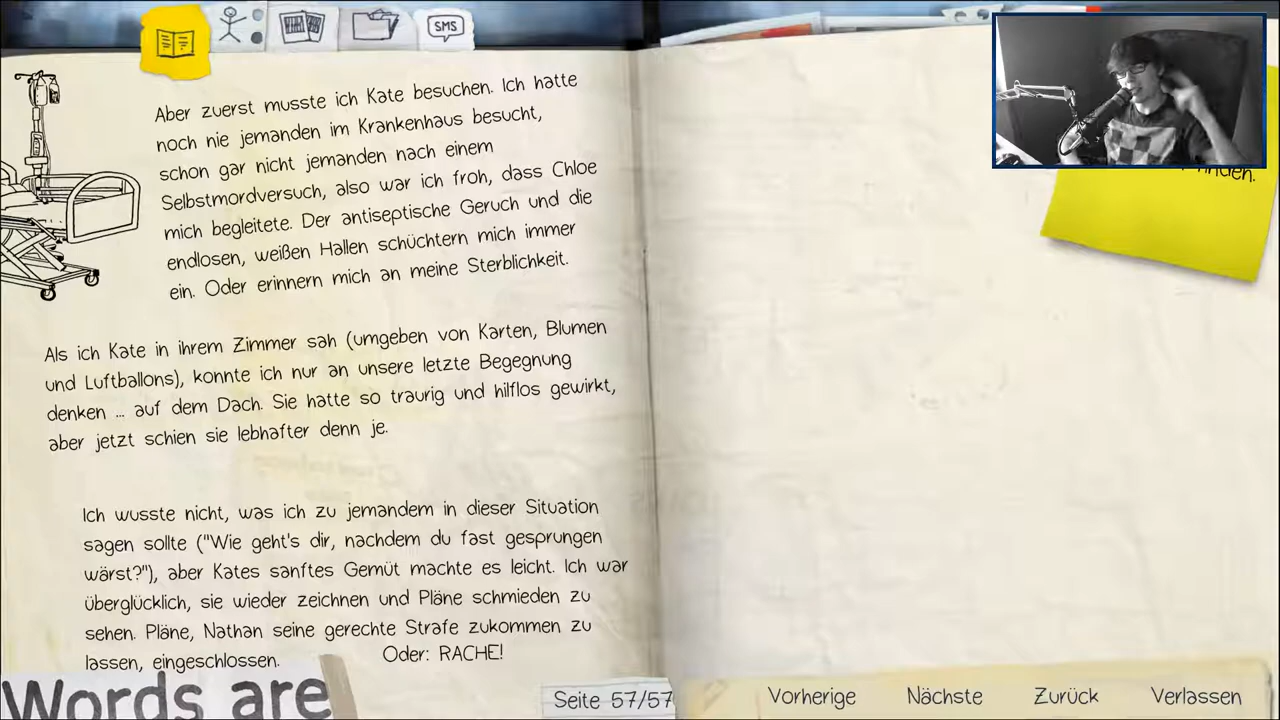 SMS
Aber zuerst musste ich Kate besuchen. Ich hatte
noch nie jemanden im Krankenhaus besucht,
schon gar nicht jemanden nach einem
Selbstmordversuch, also war ich froh, dass Chloe
mich begleitete. Der antiseptische Geruch und die
endlosen, weißen Hallen schüchtern mich immer
ein. Oder erinnern mich an meine Sterblichkeit.
Als ich Kate in ihrem Zimmer sah (umgeben von Karten, Blumen
und Luftballons), konnte ich nur an unsere letzte Begegnung
denken ... auf dem Dach. Sie hatte so traurig und hilflos gewirkt,
aber jetzt schien sie lebhafter denn je.
Ich wusste nicht, was ich zu jemandem in dieser Situation
sagen sollte ("Wie geht's dir, nachdem du fast gesprungen
wärst?"), aber Kates sanftes Gemüt machte es leicht. Ich war
überglücklich, sie wieder zeichnen und Pläne schmieden zu
sehen. Pläne, Nathan seine gerechte Strafe zukommen zu
lassen, eingeschlossen.
Oder: RACHE!
Words are
Seite 57/57
Vorherige Nächste Zurück Verlassen